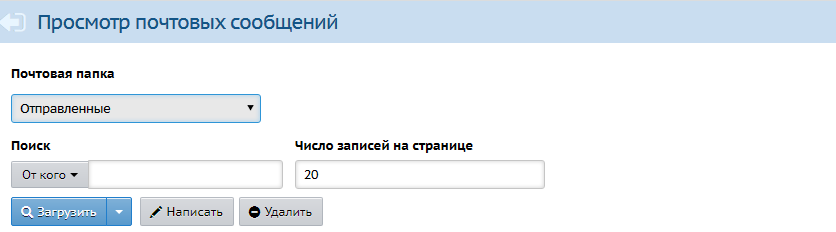 Просмотр почтовых сообщений
Почтовая папка
Отправленные
Поиск
Число записей на странице
От кого
20
Загрузить
Написать
Удалить